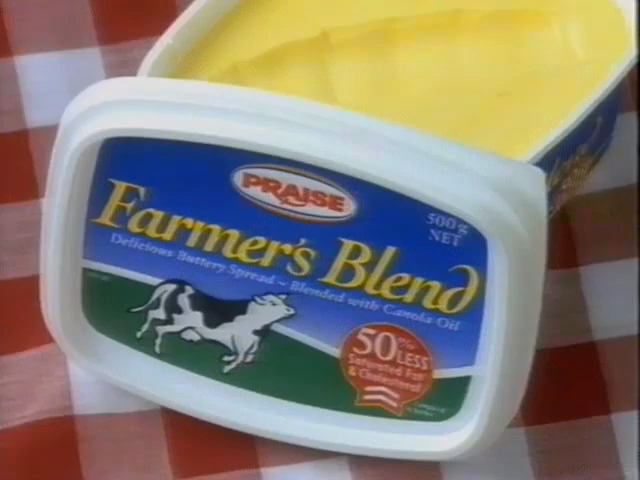 PRAISE
500g
NET
Farmer's Blend
Delicious Buttery Spread ~ Blended with Canola Oil
50% LESS
Saturated Fat
& Cholesterol